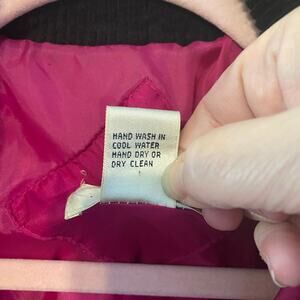 HAND WASH IN
COOL WATER
HAND DRY OR
DRY CLEAN